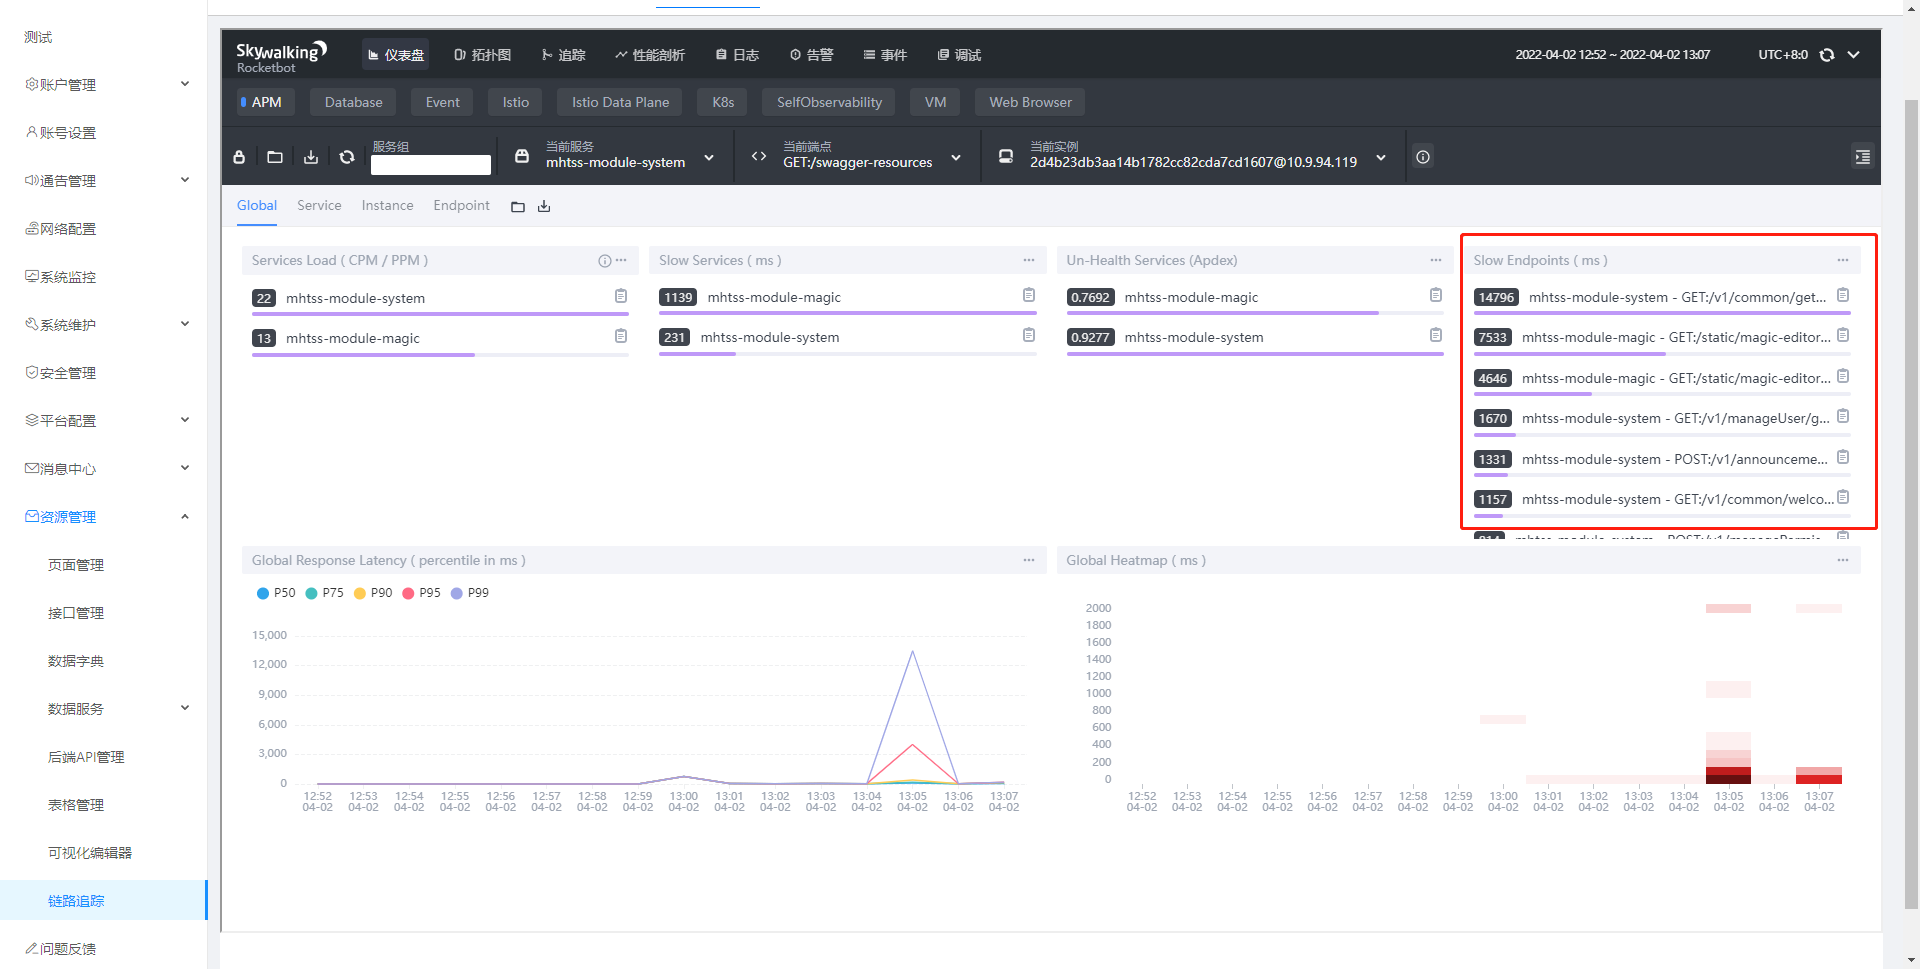 测试
账户管理
账号设置
通告管理
网络配置
系统监控
系统维护
安全管理
平台配置
消息中心
资源管理
页面管理
接口管理
数据字典
数据服务
后端API管理
表格管理
可视化编辑器
链路追踪
问题反馈
Skywalking
Rocketbot
仪表盘
拓扑图
追踪
性能剖析
日志
告警
事件
调试
2022-04-02 12:52 ~ 2022-04-02 13:07
UTC+8:0
APM
Database
Event
Istio
Istio Data Plane
K8s
SelfObservability
VM
Web Browser
服务组
当前服务
mhtss-module-system
当前端点
GET:/swagger-resources
当前实例
2d4b23db3aa14b1782cc82cda7cd1607@10.9.94.119
Global
Service
Instance
Endpoint
Services Load ( CPM / PPM )
22 mhtss-module-system
13 mhtss-module-magic
Slow Services ( ms )
1139 mhtss-module-magic
231 mhtss-module-system
Un-Health Services (Apdex)
0.7692 mhtss-module-magic
0.9277 mhtss-module-system
Slow Endpoints ( ms )
14796 mhtss-module-system - GET:/v1/common/get...
7533 mhtss-module-magic - GET:/static/magic-editor...
4646 mhtss-module-magic - GET:/static/magic-editor...
1670 mhtss-module-system - GET:/v1/manageUser/g...
1331 mhtss-module-system - POST:/v1/announceme...
1157 mhtss-module-system - GET:/v1/common/welco...
Global Response Latency ( percentile in ms )
P50 P75 P90 P95 P99
15,000
12,000
9,000
6,000
3,000
0
12:52 12:53 12:54 12:55 12:56 12:57 12:58 12:59 13:00 13:01 13:02 13:03 13:04 13:05 13:06 13:07
04-02 04-02 04-02 04-02 04-02 04-02 04-02 04-02 04-02 04-02 04-02 04-02 04-02 04-02 04-02 04-02
Global Heatmap ( ms )
2000
1800
1600
1400
1200
1000
800
600
400
200
0
12:52 12:53 12:54 12:55 12:56 12:57 12:58 12:59 13:00 13:01 13:02 13:03 13:04 13:05 13:06 13:07
04-02 04-02 04-02 04-02 04-02 04-02 04-02 04-02 04-02 04-02 04-02 04-02 04-02 04-02 04-02 04-02